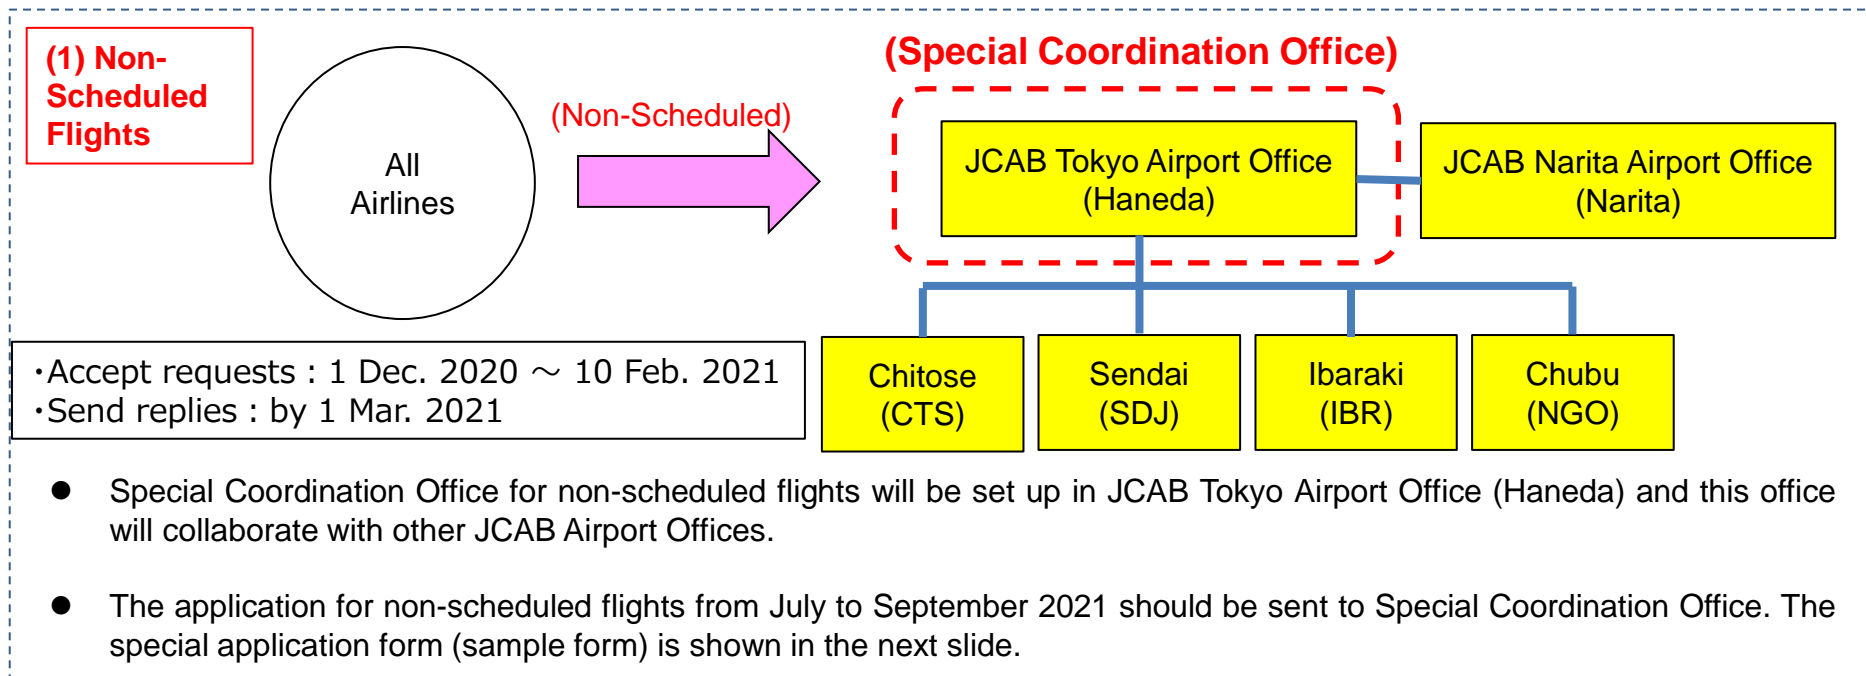 (1) Non-
Scheduled
Flights
All
Airlines
(Non-Scheduled)
(Special Coordination Office)
JCAB Tokyo Airport Office
(Haneda)
JCAB Narita Airport Office
(Narita)
・Accept requests : 1 Dec. 2020 ～ 10 Feb. 2021
・Send replies : by 1 Mar. 2021
Chitose
(CTS)
Sendai
(SDJ)
Ibaraki
(IBR)
Chubu
(NGO)
● Special Coordination Office for non-scheduled flights will be set up in JCAB Tokyo Airport Office (Haneda) and this office
will collaborate with other JCAB Airport Offices.
● The application for non-scheduled flights from July to September 2021 should be sent to Special Coordination Office. The
special application form (sample form) is shown in the next slide.